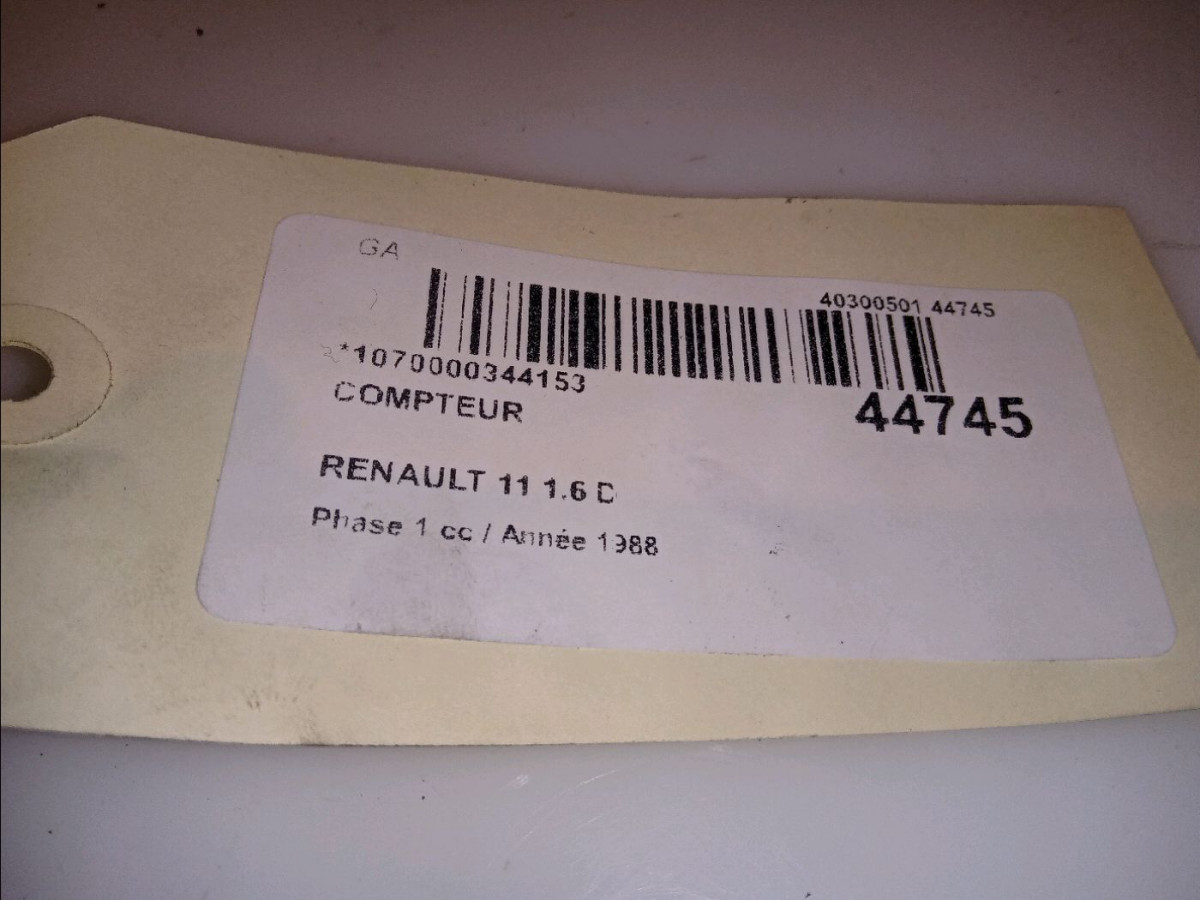 GA
40300501 44745
*1070000344153
44745
COMPTEUR
RENAULT 11 1.6 D
Phase 1 cc / Année 1988